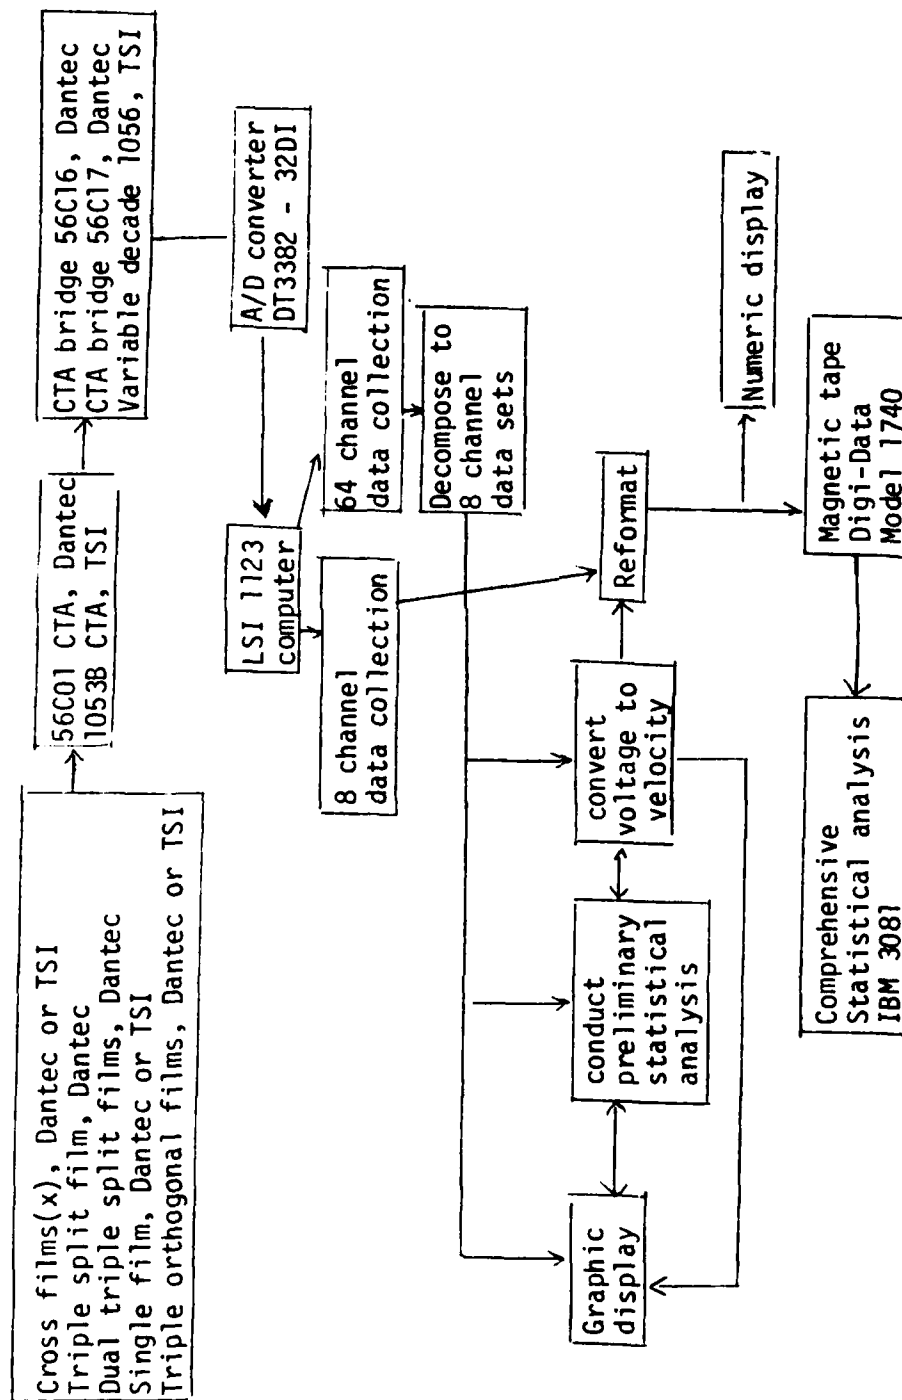 Cross films(x), Dantec or TSI
Triple split film, Dantec
Dual triple split films, Dantec
Single film, Dantec or TSI
Triple orthogonal films, Dantec or TSI
56C01 CTA, Dantec
1053B CTA, TSI
CTA bridge 56C16, Dantec
CTA bridge 56C17, Dantec
Variable decade 1056, TSI
A/D converter
DT3382 - 32DI
LSI 1123
computer
8 channel
data collection
64 channel
data collection
Decompose to
8 channel
data sets
Graphic
display
conduct
preliminary
statistical
analysis
convert
voltage to
velocity
Reformat
Numeric display
Magnetic tape
Digi-Data
Model 1740
Comprehensive
Statistical analysis
IBM 3081